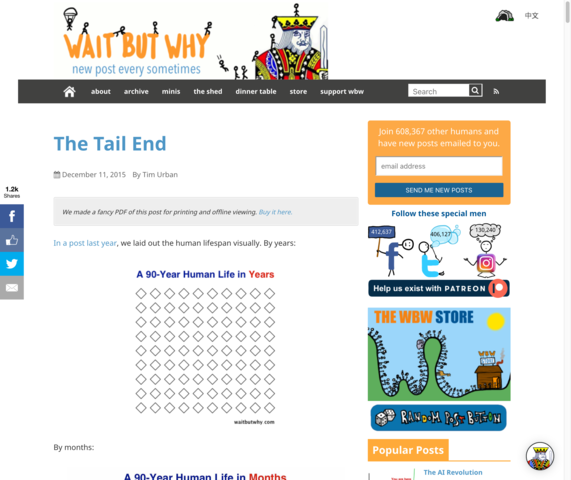 WAIT BUT WHY
new post every sometimes
中文
about
archive
minis
the shed
dinner table
store
support wbw
Search
The Tail End
December 11, 2015 By Tim Urban
1.2k
Shares
We made a fancy PDF of this post for printing and offline viewing. Buy it here.
In a post last year, we laid out the human lifespan visually. By years:
A 90-Year Human Life in Years
waitbutwhy.com
By months:
A 90-Year Human Life in Months
Join 608,367 other humans and
have new posts emailed to you.
email address
SEND ME NEW POSTS
Follow these special men
412,637
406,127
130,240
Help us exist with PATREON
THE WBW STORE
WBW
RANDOM POST BUTTON
Popular Posts
The AI Revolution